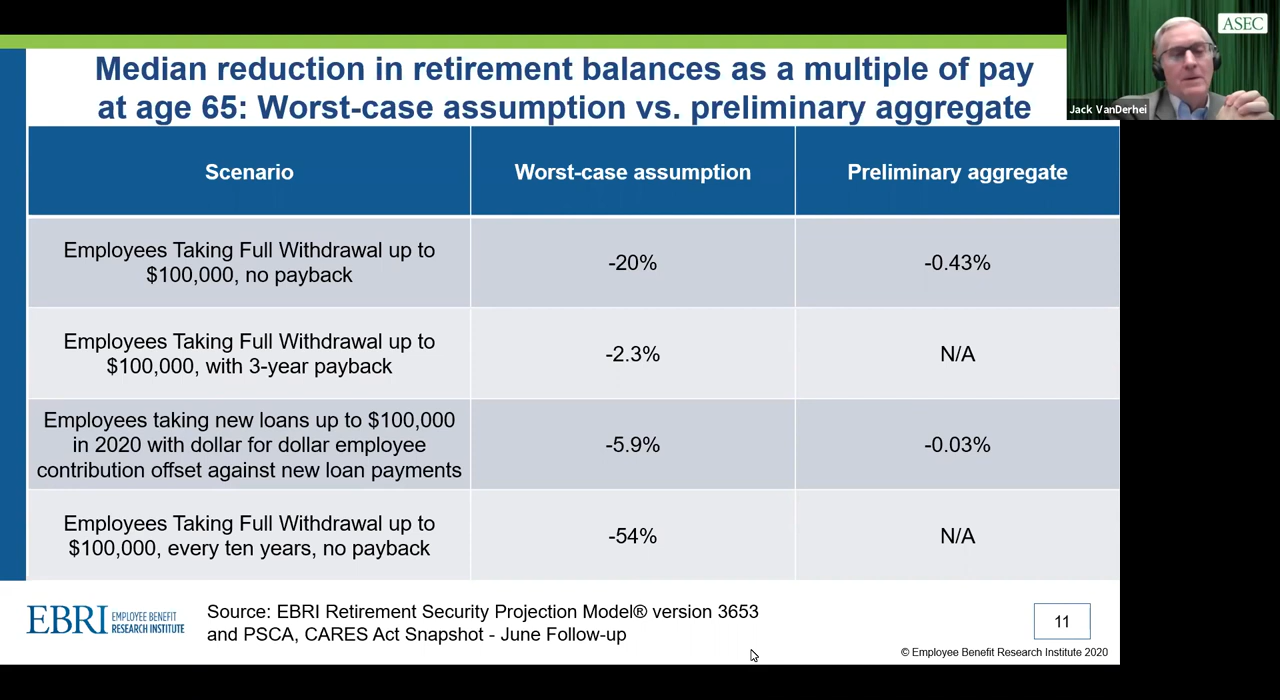 Median reduction in retirement balances as a multiple of pay
at age 65: Worst-case assumption vs. preliminary aggregate
ASEC
Jack VanDerhei
Scenario
Worst-case assumption
Preliminary aggregate
Employees Taking Full Withdrawal up to
$100,000, no payback
-20%
-0.43%
Employees Taking Full Withdrawal up to
$100,000, with 3-year payback
-2.3%
N/A
Employees taking new loans up to $100,000
in 2020 with dollar for dollar employee
contribution offset against new loan payments
-5.9%
-0.03%
Employees Taking Full Withdrawal up to
$100,000, every ten years, no payback
-54%
N/A
EBRI
EMPLOYEE BENEFIT
RESEARCH INSTITUTE
Source: EBRI Retirement Security Projection Model® version 3653
and PSCA, CARES Act Snapshot - June Follow-up
11
© Employee Benefit Research Institute 2020